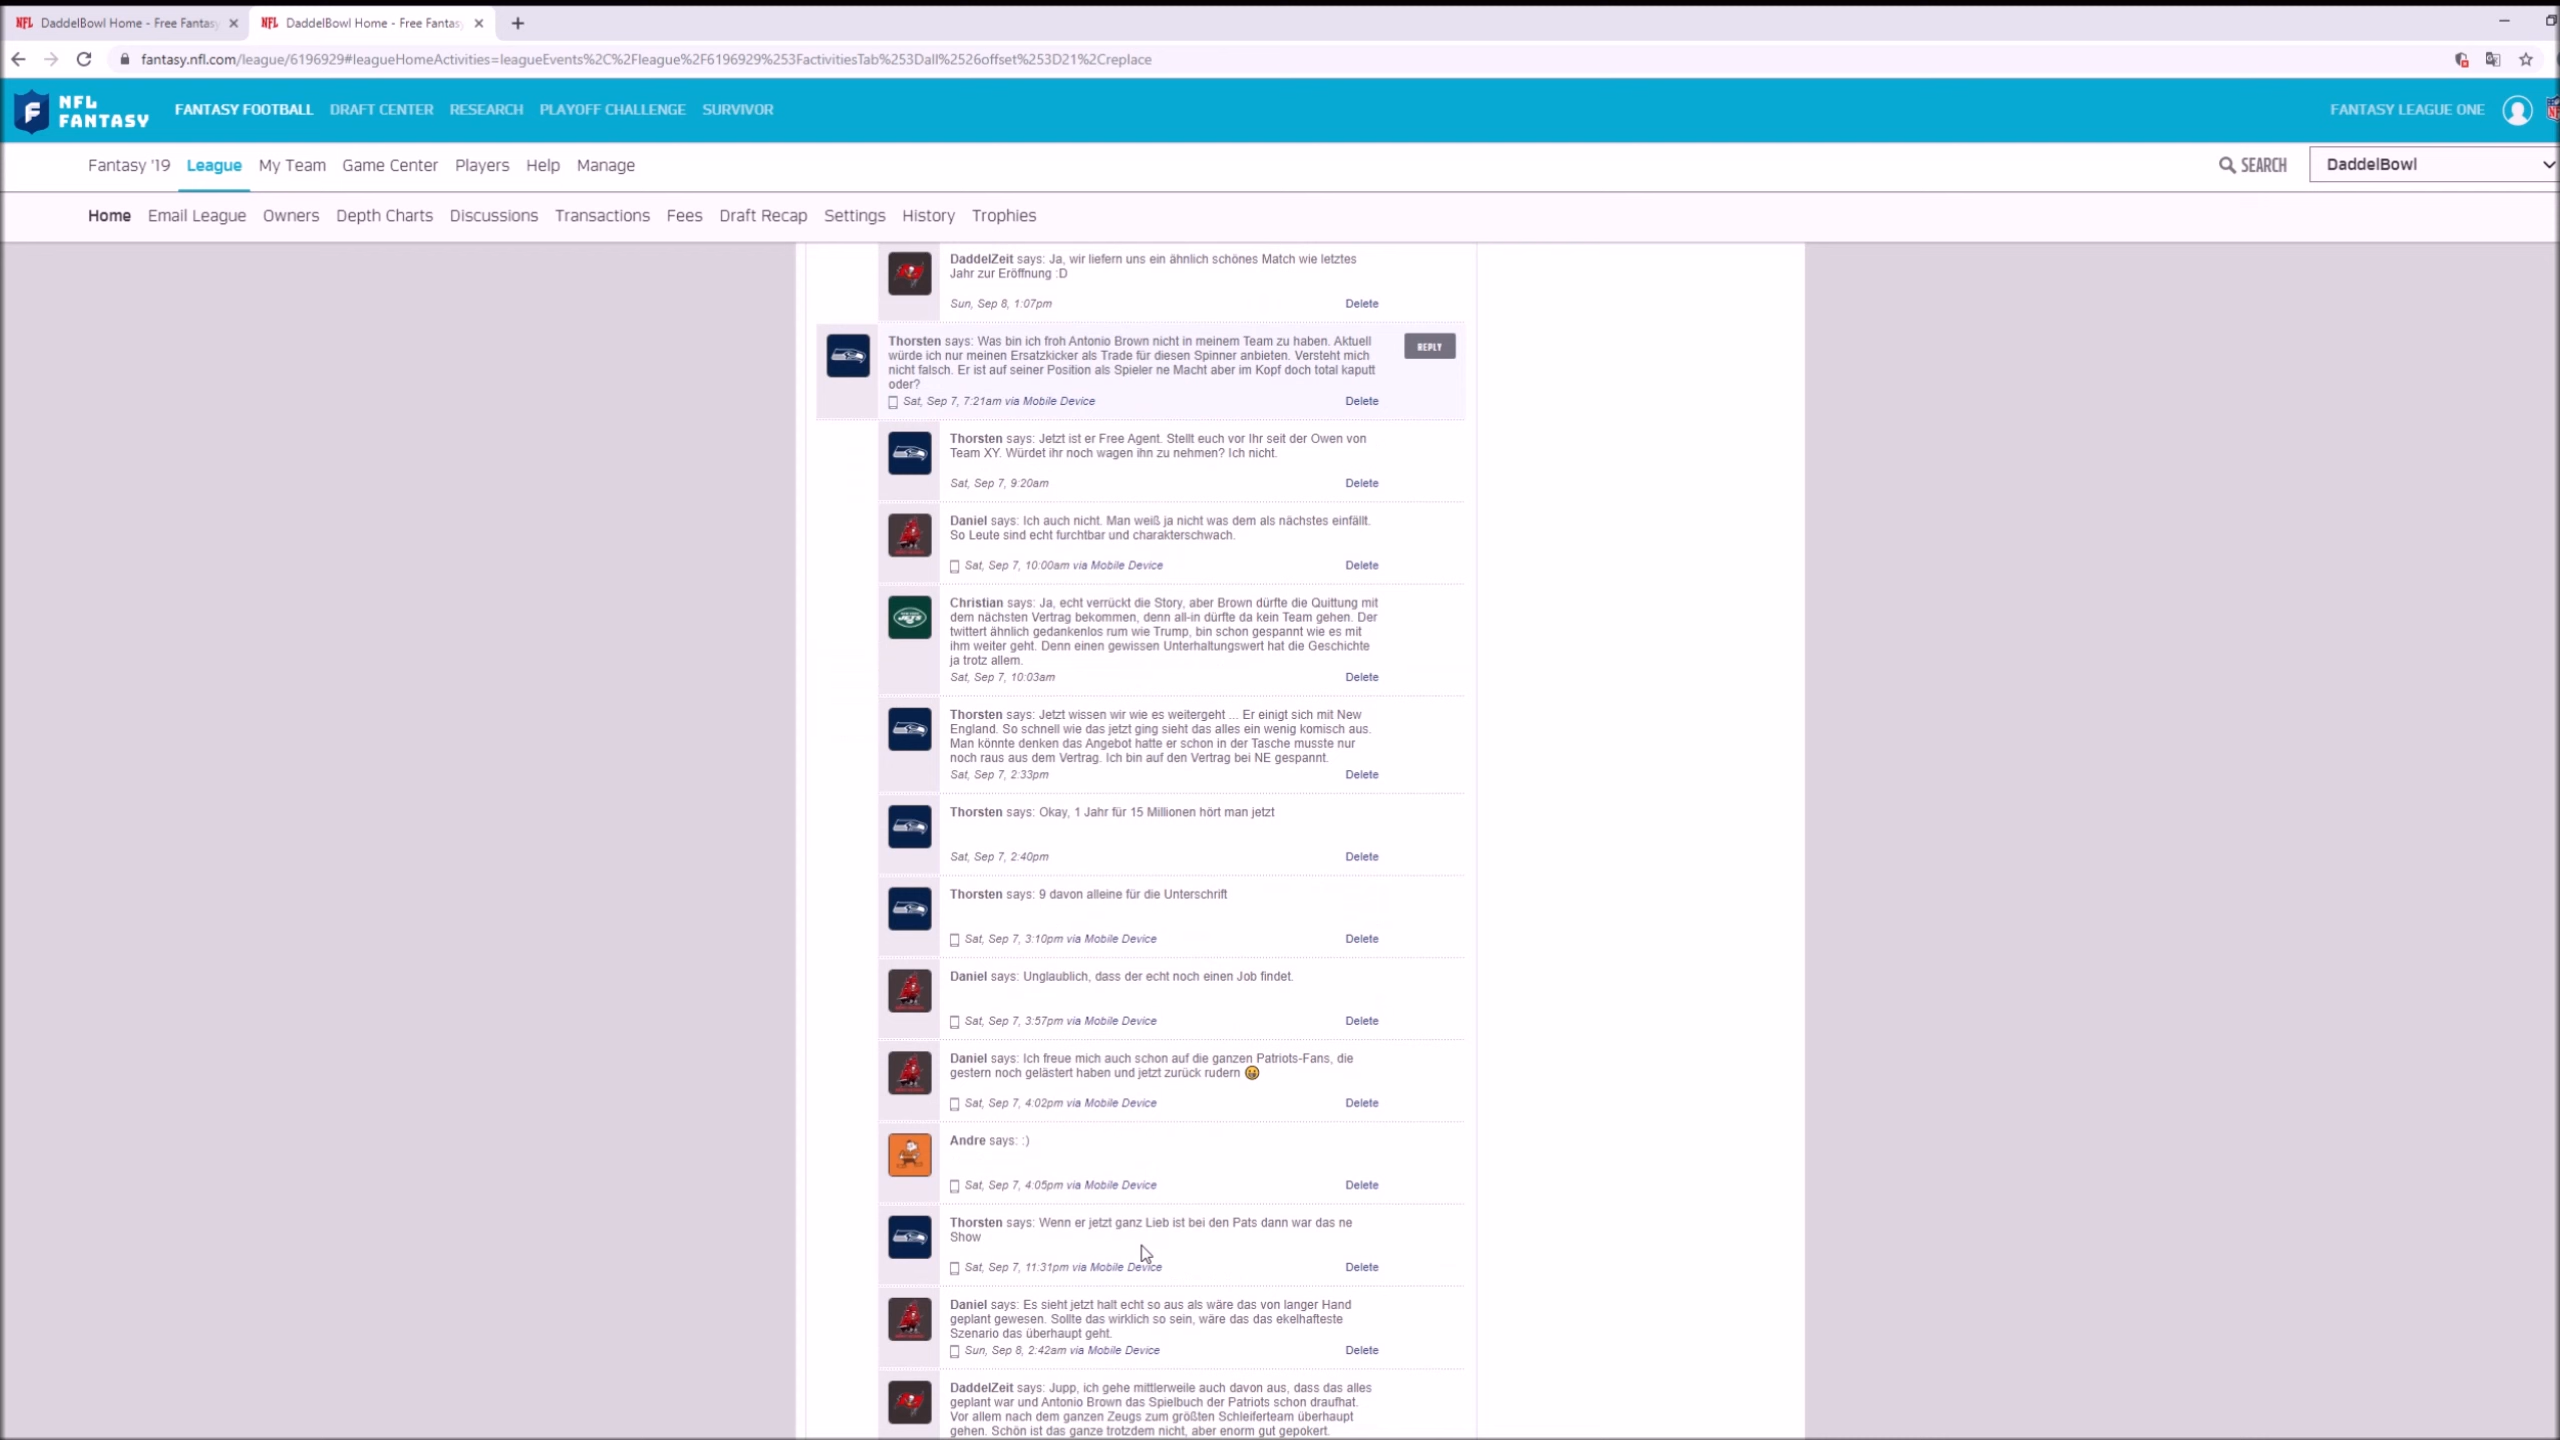 DaddelBowl Home - Free Fantas
DaddelBowl Home - Free Fantas
fantasy.nfl.com/league/6196929#leagueHomeActivities=leagueEvents%2C%2Fleague%2F6196929%253FactivitiesTab%253Dall%2526offset%253D21%2Creplace
NFL FANTASY
FANTASY FOOTBALL DRAFT CENTER RESEARCH PLAYOFF CHALLENGE SURVIVOR
FANTASY LEAGUE ONE
Fantasy '19 League My Team Game Center Players Help Manage
SEARCH
DaddelBowl
Home Email League Owners Depth Charts Discussions Transactions Fees Draft Recap Settings History Trophies
DaddelZeit says: Ja, wir liefern uns ein ähnlich schönes Match wie letztes
Jahr zur Eröffnung :D
Sun, Sep 8, 1:07pm Delete
Thorsten says: Was bin ich froh Antonio Brown nicht in meinem Team zu haben. Aktuell
würde ich nur meinen Ersatzkicker als Trade für diesen Spinner anbieten. Versteht mich
nicht falsch. Er ist auf seiner Position als Spieler ne Macht aber im Kopf doch total kaputt
oder?
REPLY
Sat, Sep 7, 7:21am via Mobile Device Delete
Thorsten says: Jetzt ist er Free Agent. Stellt euch vor Ihr seit der Owen von
Team XY. Würdet ihr noch wagen ihn zu nehmen? Ich nicht.
Sat, Sep 7, 9:20am Delete
Daniel says: Ich auch nicht. Man weiß ja nicht was dem als nächstes einfällt.
So Leute sind echt furchtbar und charakterschwach.
Sat, Sep 7, 10:00am via Mobile Device Delete
Christian says: Ja, echt verrückt die Story, aber Brown dürfte die Quittung mit
dem nächsten Vertrag bekommen, denn all-in dürfte da kein Team gehen. Der
twittert ähnlich gedankenlos rum wie Trump, bin schon gespannt wie es mit
ihm weiter geht. Denn einen gewissen Unterhaltungswert hat die Geschichte
ja trotz allem.
Sat, Sep 7, 10:03am Delete
Thorsten says: Jetzt wissen wir wie es weitergeht ... Er einigt sich mit New
England. So schnell wie das jetzt ging sieht das alles ein wenig komisch aus.
Man könnte denken das Angebot hatte er schon in der Tasche musste nur
noch raus aus dem Vertrag. Ich bin auf den Vertrag bei NE gespannt.
Sat, Sep 7, 2:33pm Delete
Thorsten says: Okay, 1 Jahr für 15 Millionen hört man jetzt
Sat, Sep 7, 2:40pm Delete
Thorsten says: 9 davon alleine für die Unterschrift
Sat, Sep 7, 3:10pm via Mobile Device Delete
Daniel says: Unglaublich, dass der echt noch einen Job findet.
Sat, Sep 7, 3:57pm via Mobile Device Delete
Daniel says: Ich freue mich auch schon auf die ganzen Patriots-Fans, die
gestern noch gelästert haben und jetzt zurück rudern 😆
Sat, Sep 7, 4:02pm via Mobile Device Delete
Andre says: :)
Sat, Sep 7, 4:05pm via Mobile Device Delete
Thorsten says: Wenn er jetzt ganz Lieb ist bei den Pats dann war das ne
Show
Sat, Sep 7, 11:31pm via Mobile Device Delete
Daniel says: Es sieht jetzt halt echt so aus als wäre das von langer Hand
geplant gewesen. Sollte das wirklich so sein, wäre das das ekelhafteste
Szenario das überhaupt geht.
Sun, Sep 8, 2:42am via Mobile Device Delete
DaddelZeit says: Jupp, ich gehe mittlerweile auch davon aus, dass das alles
geplant war und Antonio Brown das Spielbuch der Patriots schon draufhat.
Vor allem nach dem ganzen Zeugs zum größten Schleiferteam überhaupt
gehen. Schön ist das ganze trotzdem nicht, aber enorm gut gepokert.